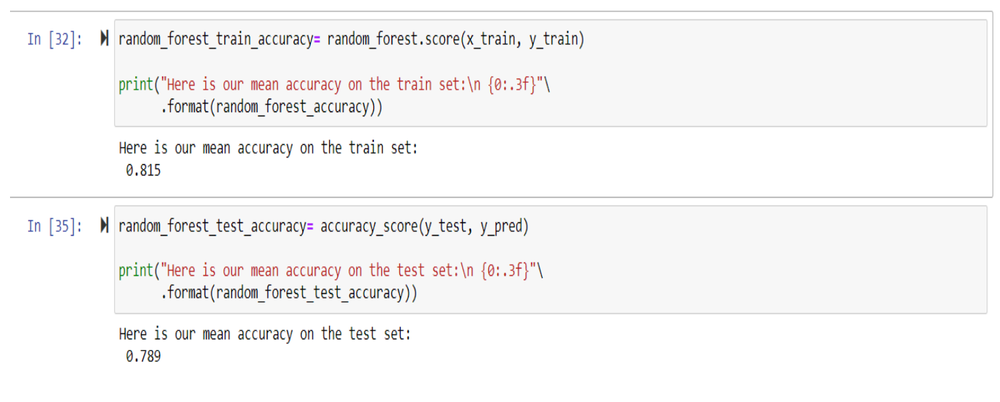 In [32]: random_forest_train_accuracy= random_forest.score(x_train, y_train)
print("Here is our mean accuracy on the train set:\n {0:.3f}"\
.format(random_forest_accuracy))
Here is our mean accuracy on the train set:
0.815
In [35]: random_forest_test_accuracy= accuracy_score(y_test, y_pred)
print("Here is our mean accuracy on the test set:\n {0:.3f}"\
.format(random_forest_test_accuracy))
Here is our mean accuracy on the test set:
0.789